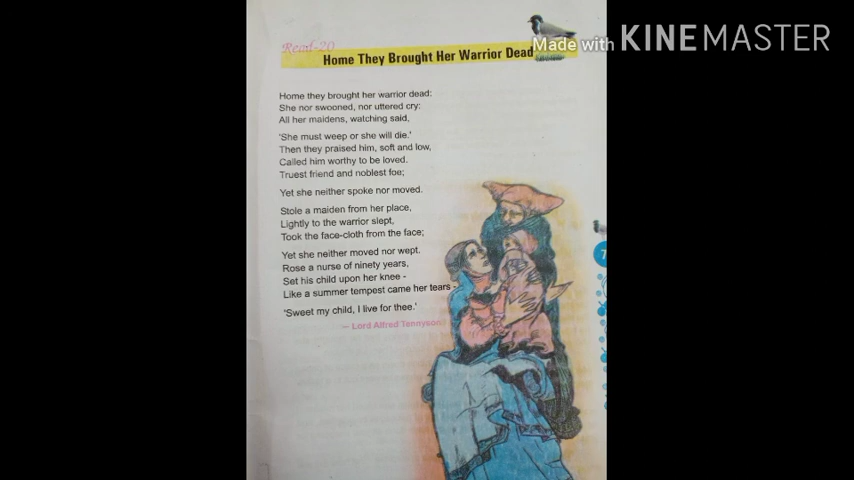 Made with KINEMASTER
Read-20
Home They Brought Her Warrior Dead
Home they brought her warrior dead:
She nor swooned, nor uttered cry:
All her maidens, watching said,
'She must weep or she will die.'
Then they praised him, soft and low,
Called him worthy to be loved.
Truest friend and noblest foe;
Yet she neither spoke nor moved.
Stole a maiden from her place,
Lightly to the warrior slept,
Took the face-cloth from the face;
Yet she neither moved nor wept.
Rose a nurse of ninety years,
Set his child upon her knee -
Like a summer tempest came her tears -
'Sweet my child, I live for thee.'
— Lord Alfred Tennyson